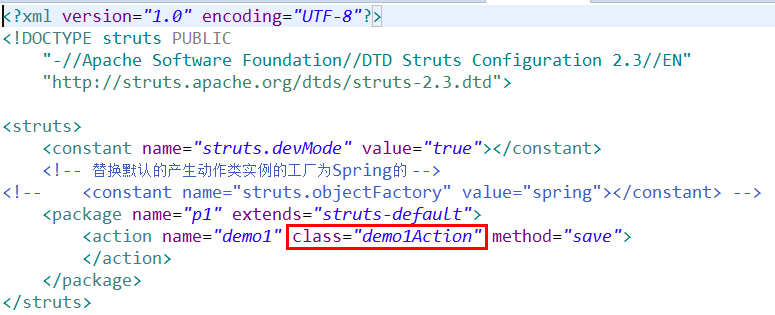 <?xml version="1.0" encoding="UTF-8"?>
<!DOCTYPE struts PUBLIC
    "-//Apache Software Foundation//DTD Struts Configuration 2.3//EN"
    "http://struts.apache.org/dtds/struts-2.3.dtd">

<struts>
    <constant name="struts.devMode" value="true"></constant>
    <!-- 替换默认的产生动作类实例的工厂为Spring的 -->
<!--    <constant name="struts.objectFactory" value="spring"></constant> -->
    <package name="p1" extends="struts-default">
        <action name="demo1" class="demo1Action" method="save">
        </action>
    </package>
</struts>